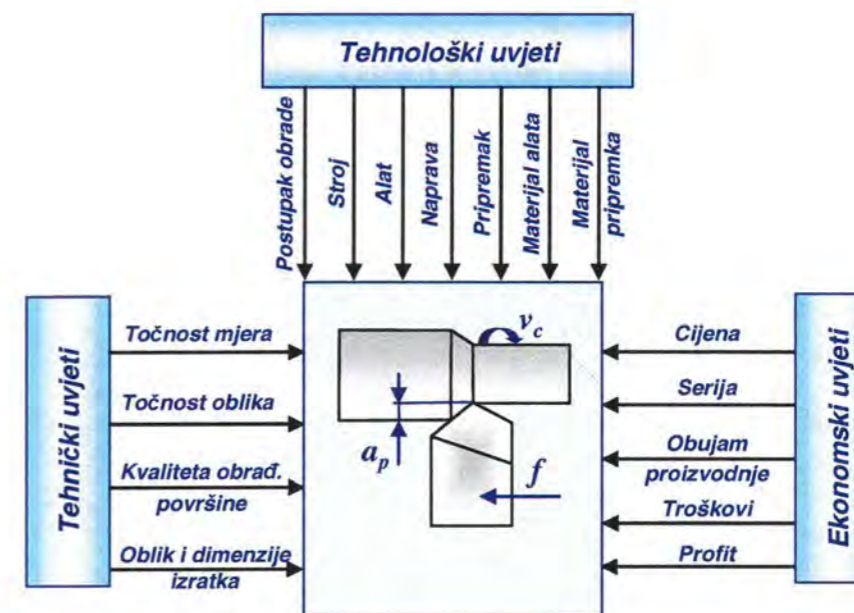 Tehnološki uvjeti
Postupak obrade
Stroj
Alat
Naprava
Pripremak
Materijal alata
Materijal
pripremka
Tehnički uvjeti
Točnost mjera
Točnost oblika
Kvaliteta obrađ.
površine
Oblik i dimenzije
izratka
v_c
a_p
f
Cijena
Serija
Obujam
proizvodnje
Troškovi
Profit
Ekonomski uvjeti